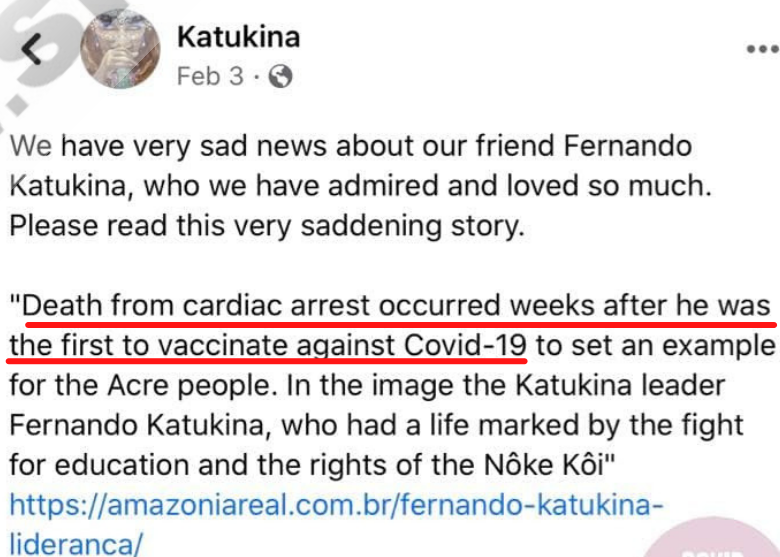 Katukina
Feb 3 ·
We have very sad news about our friend Fernando
Katukina, who we have admired and loved so much.
Please read this very saddening story.
"Death from cardiac arrest occurred weeks after he was
the first to vaccinate against Covid-19 to set an example
for the Acre people. In the image the Katukina leader
Fernando Katukina, who had a life marked by the fight
for education and the rights of the Nôke Kôi"
https://amazoniareal.com.br/fernando-katukina-
lideranca/